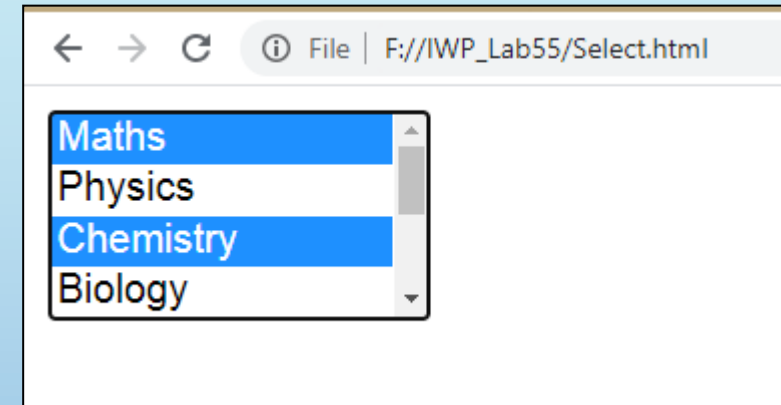 File F://IWP_Lab55/Select.html
Maths
Physics
Chemistry
Biology